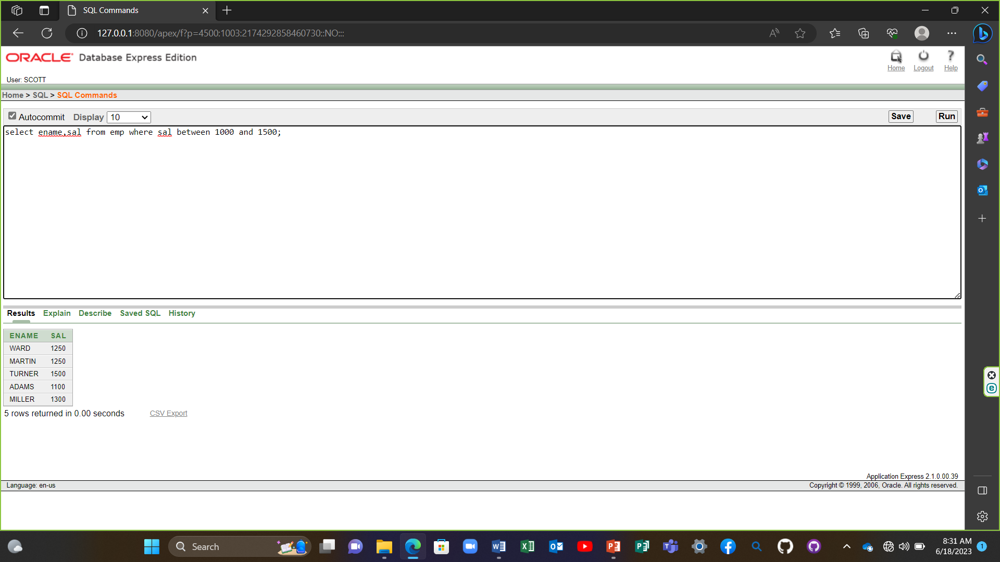 SQL Commands
127.0.0.1:8080/apex/f?p=4500:1003:2174292858460730::NO:::
ORACLE Database Express Edition
Home Logout Help
User: SCOTT
Home > SQL > SQL Commands
Autocommit Display 10 Save Run
select ename,sal from emp where sal between 1000 and 1500;
Results Explain Describe Saved SQL History
ENAME SAL
WARD 1250
MARTIN 1250
TURNER 1500
ADAMS 1100
MILLER 1300
5 rows returned in 0.00 seconds CSV Export
Application Express 2.1.0.00.39
Language: en-us Copyright © 1999, 2006, Oracle. All rights reserved.
Search
8:31 AM
6/18/2023
1